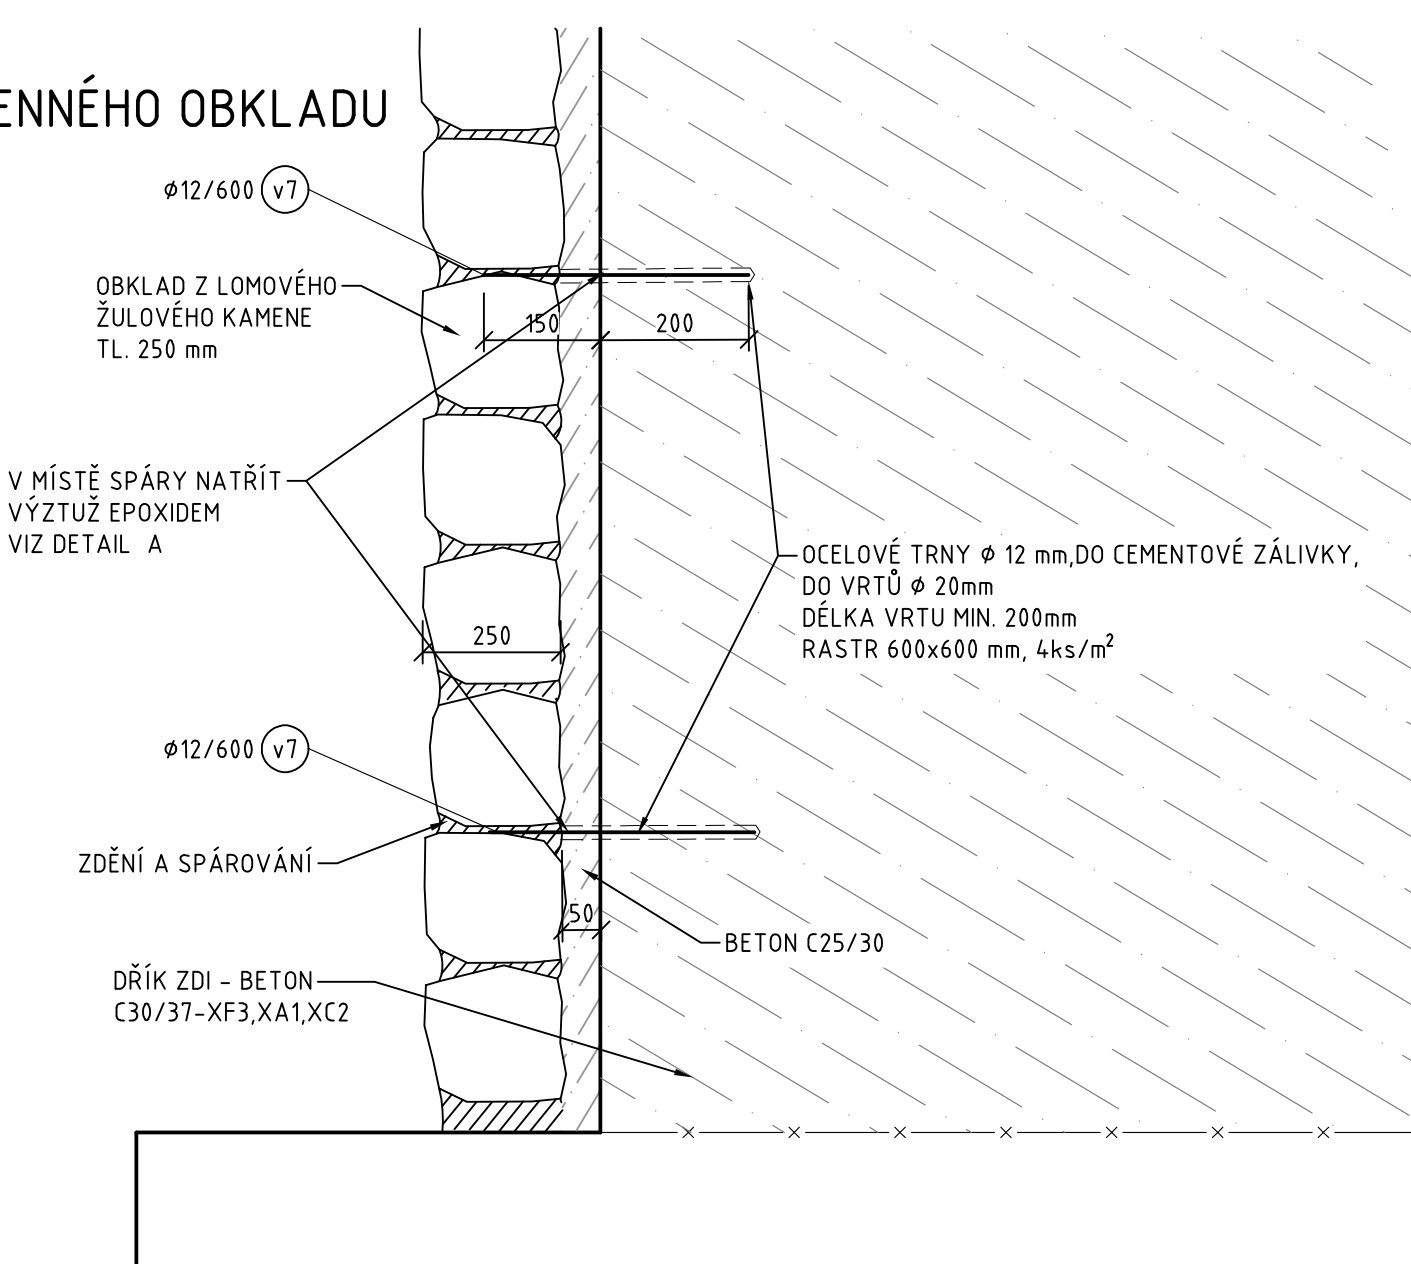 ENNÉHO OBKLADU
φ12/600 v7
OBKLAD Z LOMOVÉHO
ŽULOVÉHO KAMENE
TL. 250 mm
150
200
V MÍSTĚ SPÁRY NATŘÍT
VÝZTUŽ EPOXIDEM
VIZ DETAIL A
OCELOVÉ TRNY φ 12 mm,DO CEMENTOVÉ ZÁLIVKY,
DO VRTŮ φ 20mm
DÉLKA VRTU MIN. 200mm
RASTR 600x600 mm, 4ks/m²
250
φ12/600 v7
ZDĚNÍ A SPÁROVÁNÍ
50
BETON C25/30
DŘÍK ZDI - BETON
C30/37-XF3,XA1,XC2